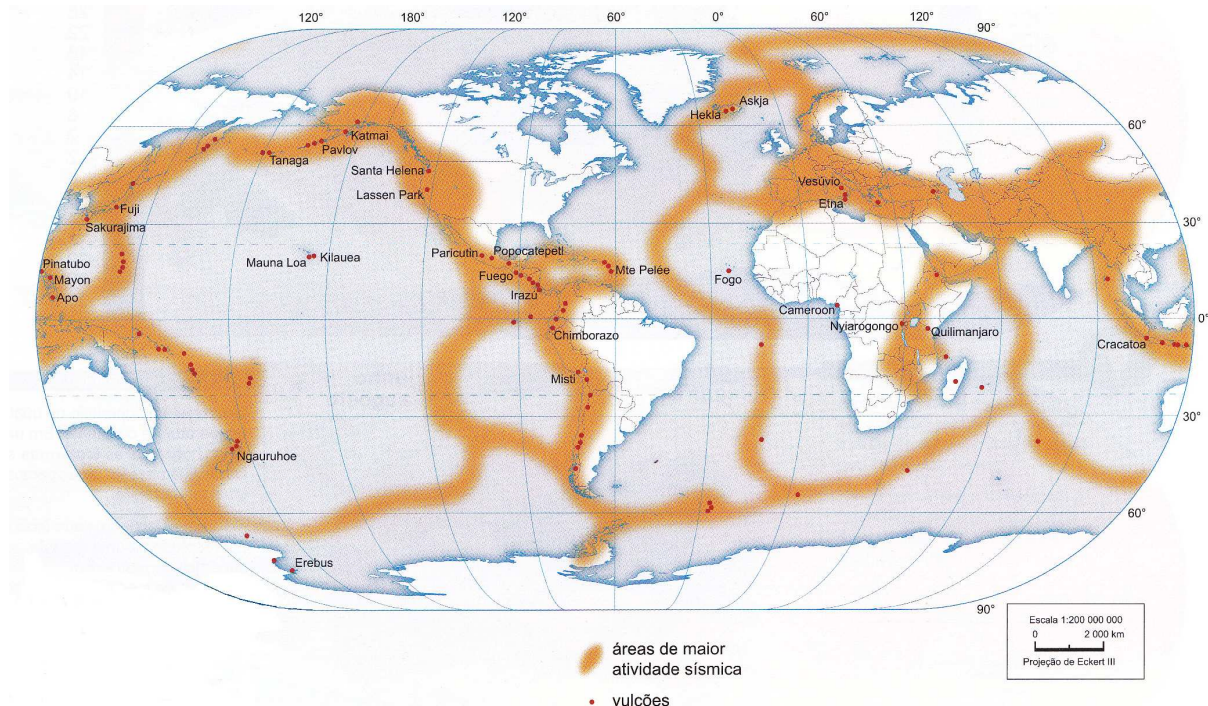 120°
180°
120°
60°
0°
60°
120°
90°
Hekla
Askja
60°
Katmai
Pavlov
Tanaga
Santa Helena
Lassen Park
Vesúvio
Etna
30°
Fuji
Sakurajima
Pinatubo
Mayon
Apo
Mauna Loa
Kilauea
Paricutin
Popocatepetl
Fuego
Irazú
Mte Pelée
Fogo
Cameroon
Nyiarogongo
Quilimanjaro
0°
Cracatoa
Chimborazo
Misti
30°
Ngauruhoe
60°
Erebus
90°
Escala 1:200 000 000
0 2 000 km
Projeção de Eckert III
áreas de maior
atividade sísmica
vulcões